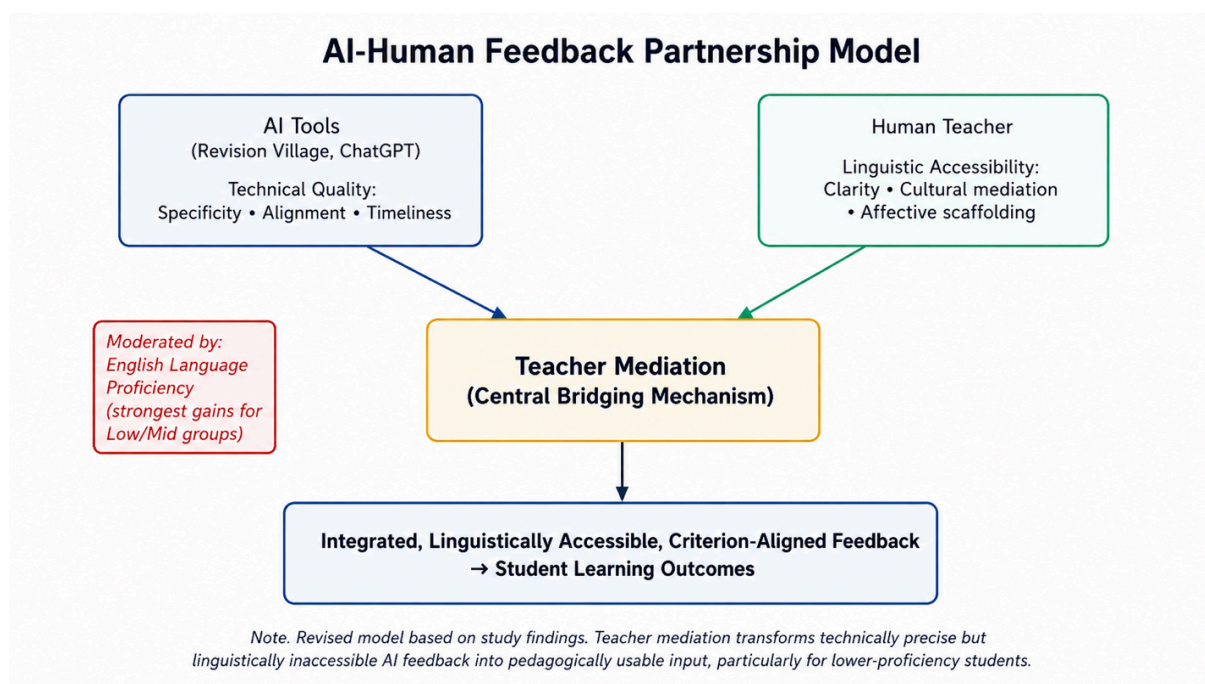 AI-Human Feedback Partnership Model
AI Tools
(Revision Village, ChatGPT)
Technical Quality:
Specificity • Alignment • Timeliness
Human Teacher
Linguistic Accessibility:
Clarity • Cultural mediation
• Affective scaffolding
Moderated by:
English Language
Proficiency
(strongest gains for
Low/Mid groups)
Teacher Mediation
(Central Bridging Mechanism)
Integrated, Linguistically Accessible, Criterion-Aligned Feedback
→ Student Learning Outcomes
Note. Revised model based on study findings. Teacher mediation transforms technically precise but
linguistically inaccessible AI feedback into pedagogically usable input, particularly for lower-proficiency students.